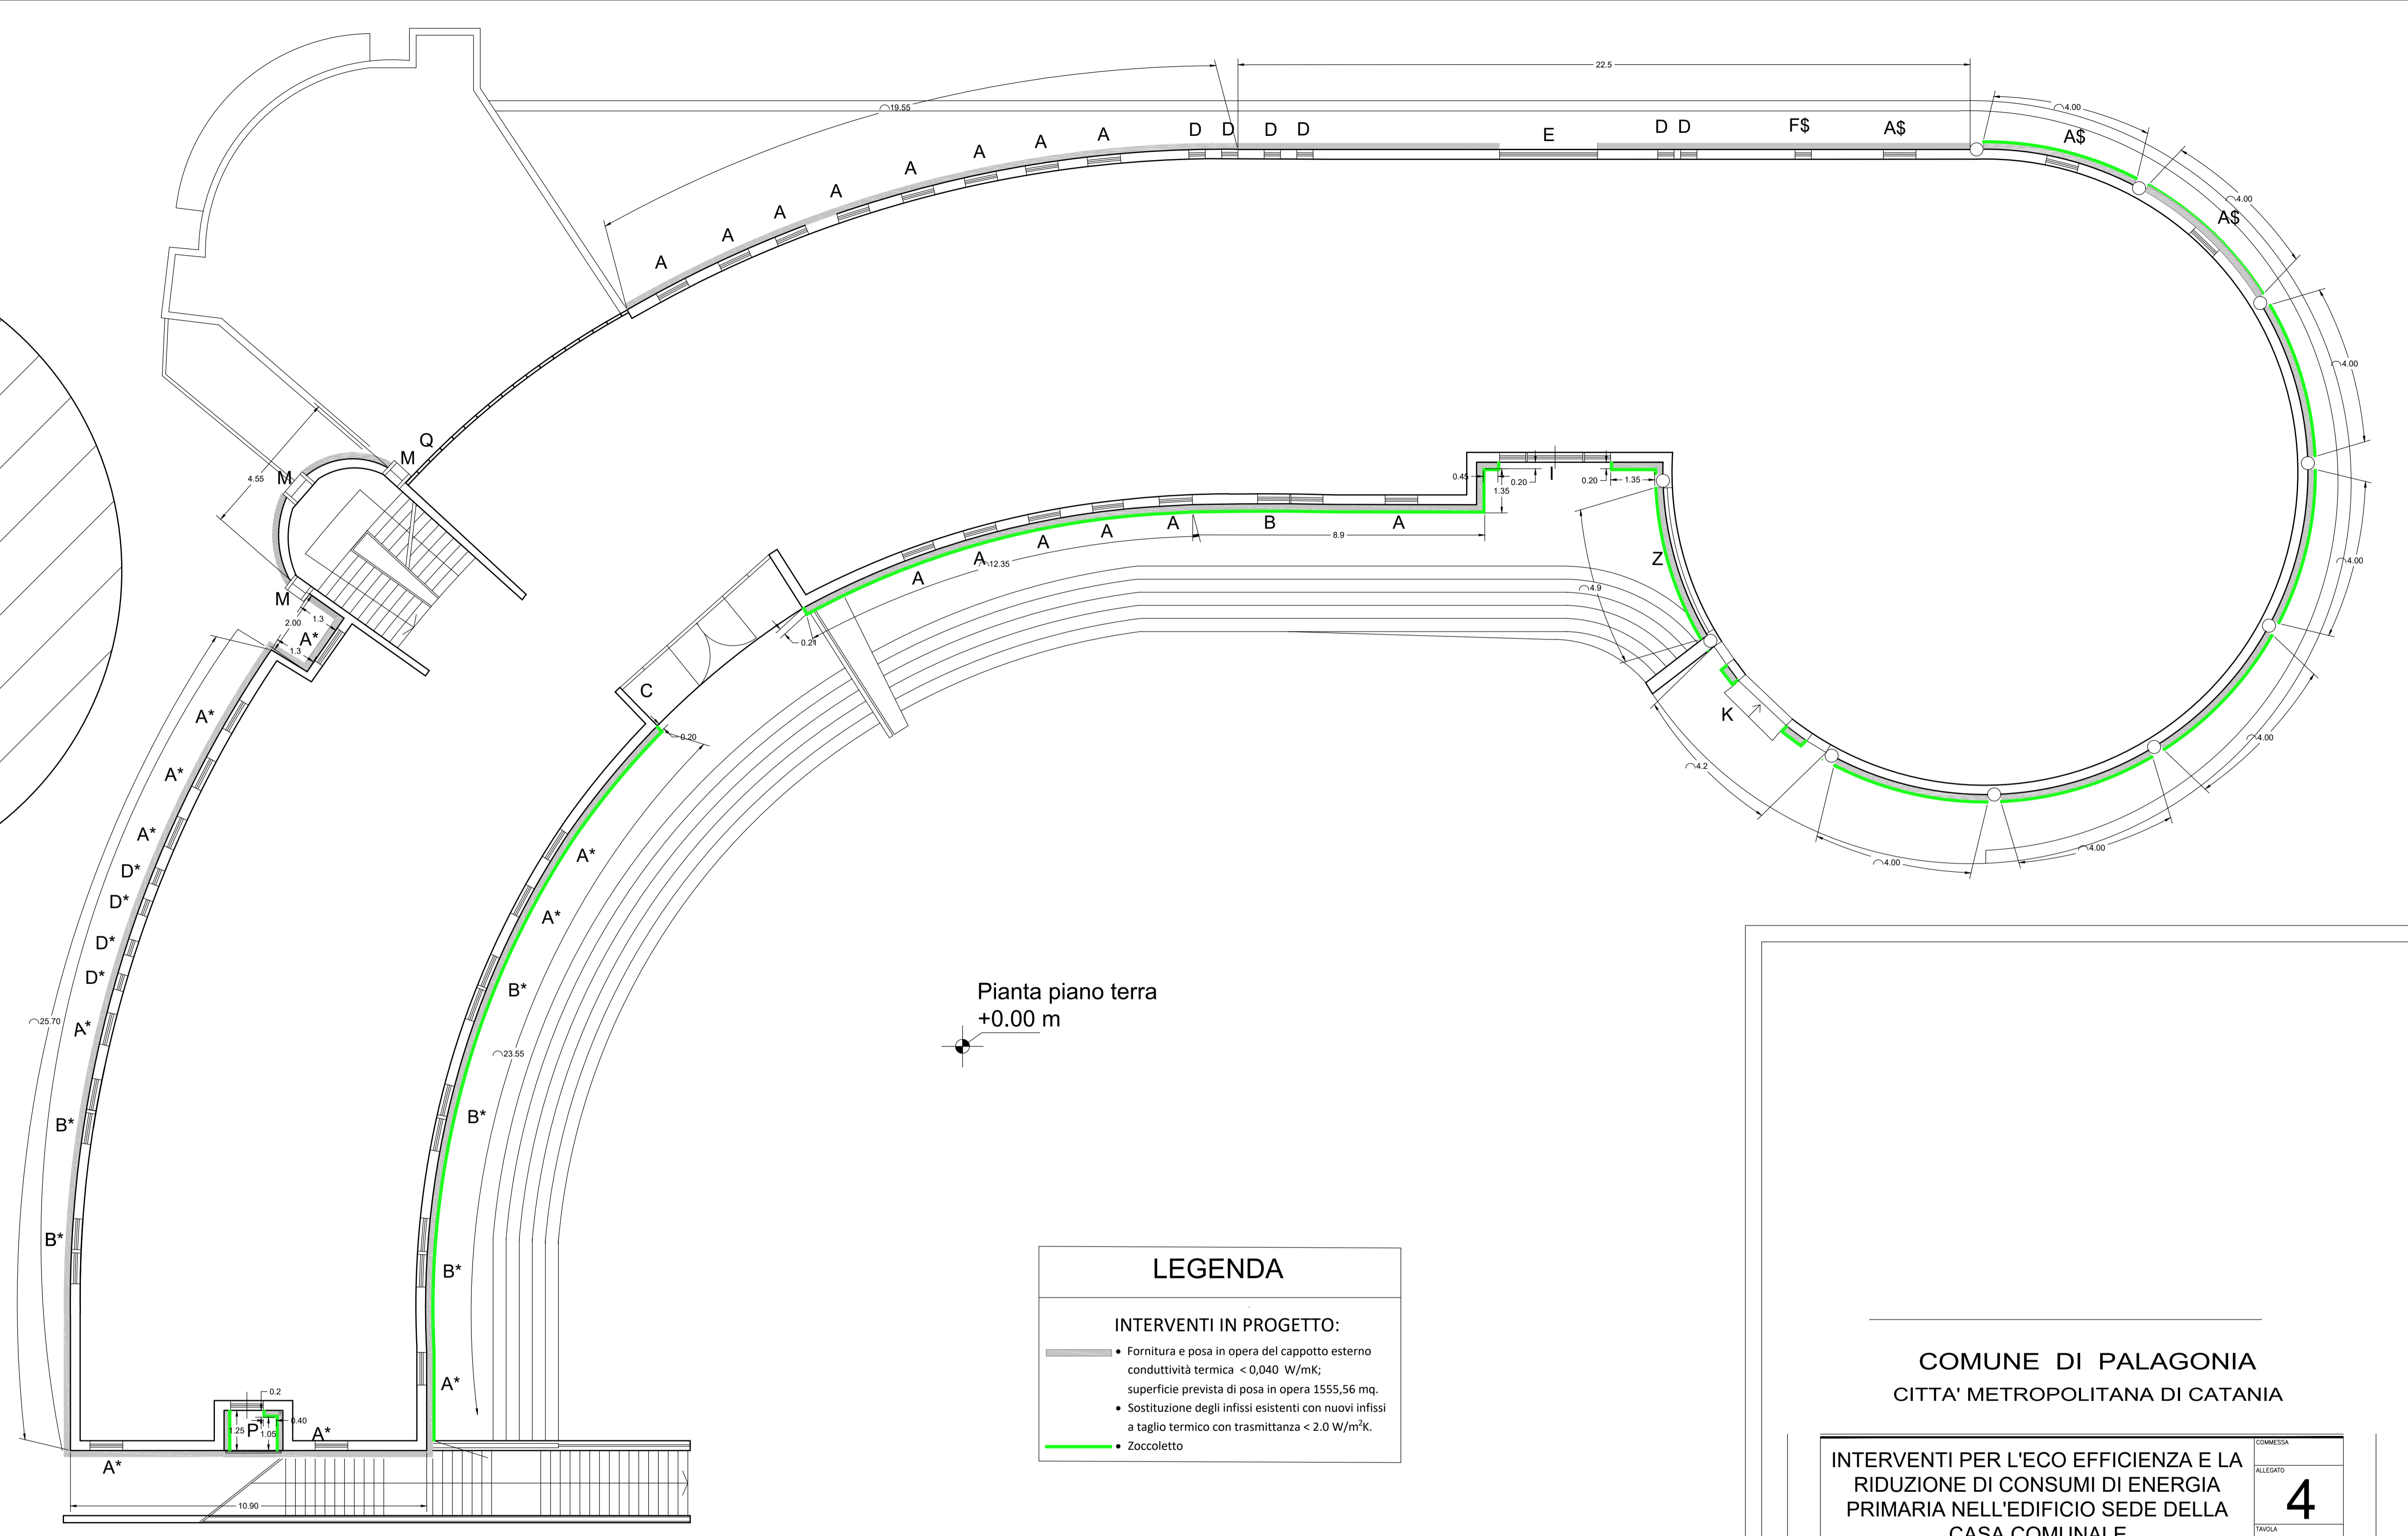 22.5
⌒19.55
⌒4.00
D D D D
E
D D
F$
A$
A$
A
A
A
A
A
A
A
A
A
⌒4.00
A$
⌒4.00
Q
M
M
4.55
0.45
1.35
0.20
I
0.20
1.35
A
B
A
A
A
A
A
8.9
⌒12.35
Z
⌒4.9
⌒4.00
M
2.00
1.3
A*
1.3
0.21
C
0.20
K
⌒4.2
⌒4.00
⌒4.00
⌒4.00
A*
A*
A*
D*
D*
D*
D*
A*
⌒25.70
B*
B*
A*
A*
B*
⌒23.55
B*
B*
A*
Pianta piano terra
+0.00 m
0.2
0.40
1.25
P
1.05
A*
A*
10.90
LEGENDA
INTERVENTI IN PROGETTO:
• Fornitura e posa in opera del cappotto esterno
conduttività termica < 0,040 W/mK;
superficie prevista di posa in opera 1555,56 mq.
• Sostituzione degli infissi esistenti con nuovi infissi
a taglio termico con trasmittanza < 2.0 W/m²K.
• Zoccoletto
COMUNE DI PALAGONIA
CITTA' METROPOLITANA DI CATANIA
INTERVENTI PER L'ECO EFFICIENZA E LA
RIDUZIONE DI CONSUMI DI ENERGIA
PRIMARIA NELL'EDIFICIO SEDE DELLA
CASA COMUNALE
COMMESSA
ALLEGATO
4
TAVOLA